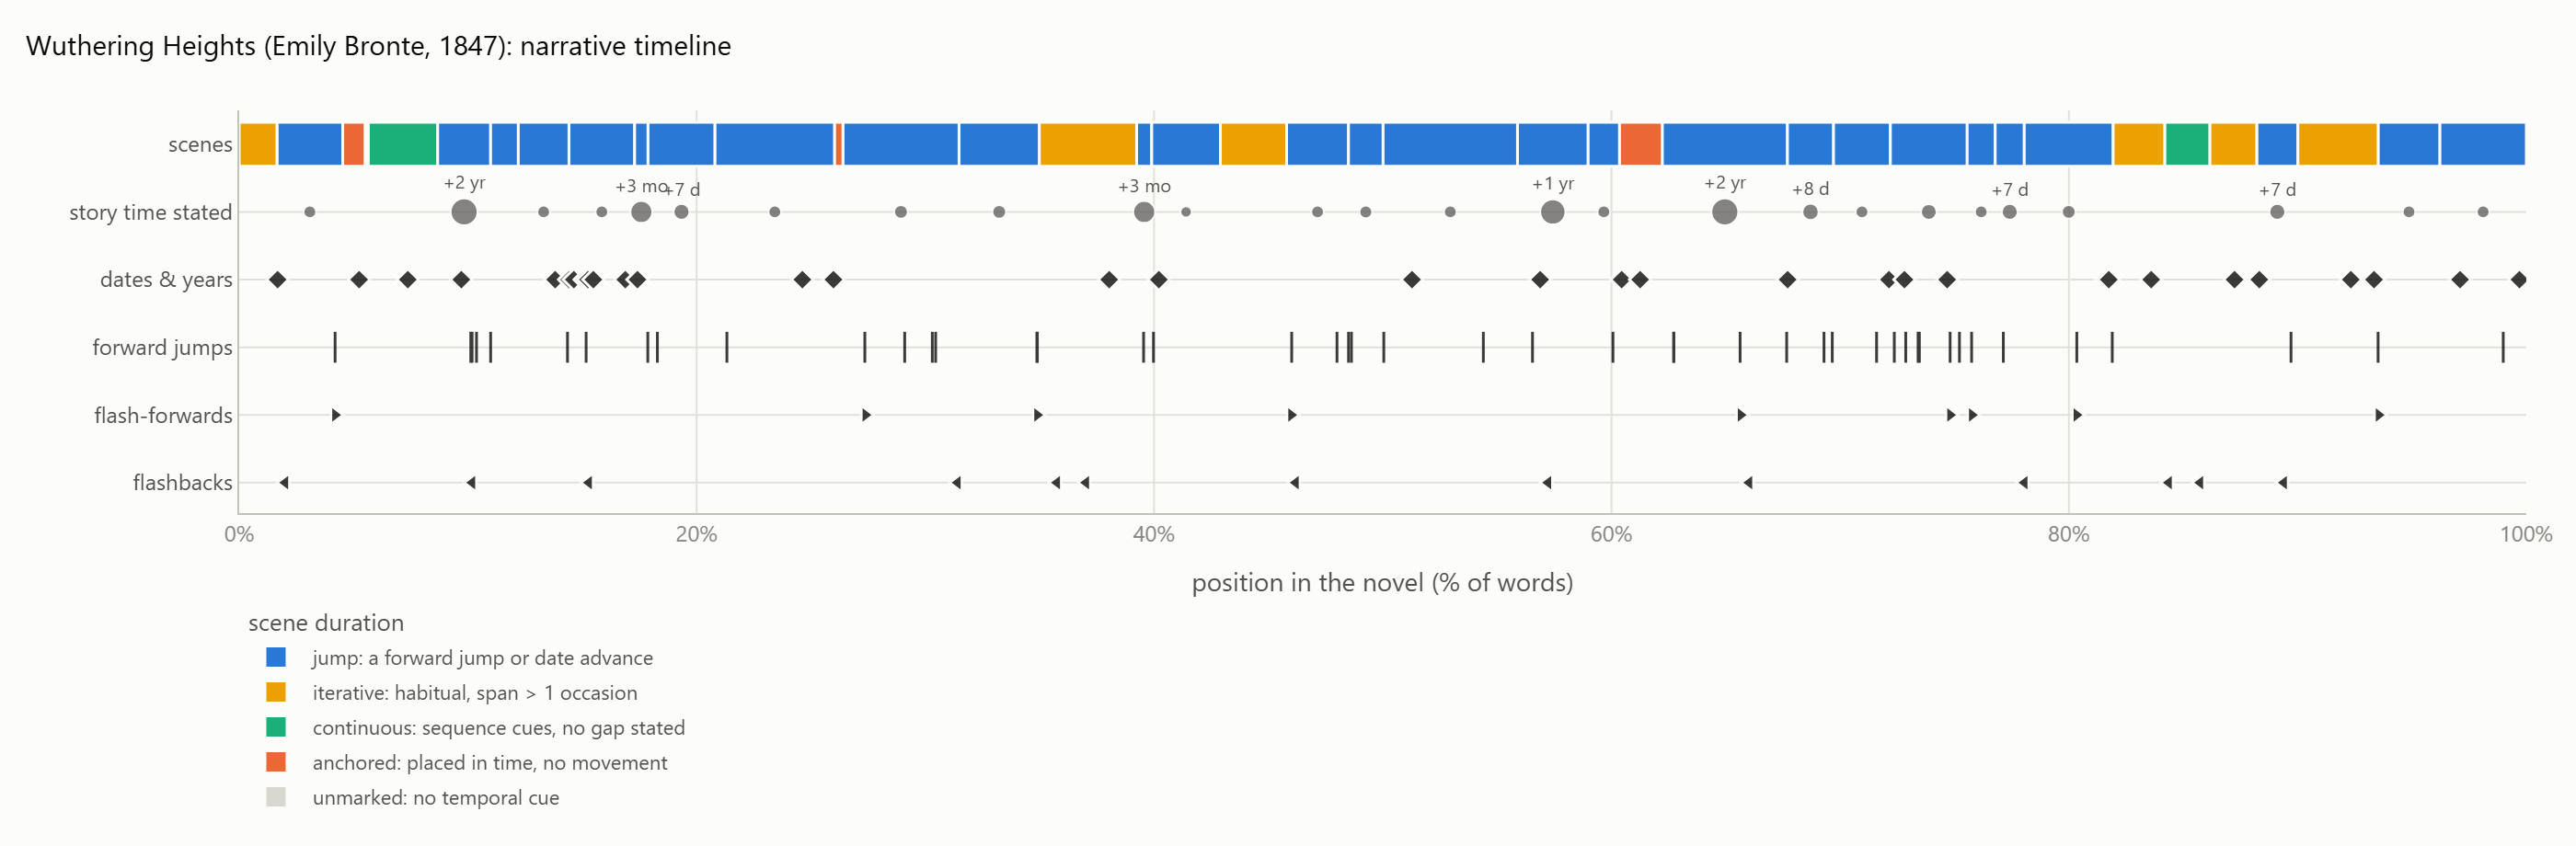 Wuthering Heights (Emily Bronte, 1847): narrative timeline
scenes
+2 yr
+3 mo
+7 d
+3 mo
+1 yr
+2 yr
+8 d
+7 d
+7 d
story time stated
dates & years
forward jumps
flash-forwards
flashbacks
0%
20%
40%
60%
80%
100%
position in the novel (% of words)
scene duration
jump: a forward jump or date advance
iterative: habitual, span > 1 occasion
continuous: sequence cues, no gap stated
anchored: placed in time, no movement
unmarked: no temporal cue